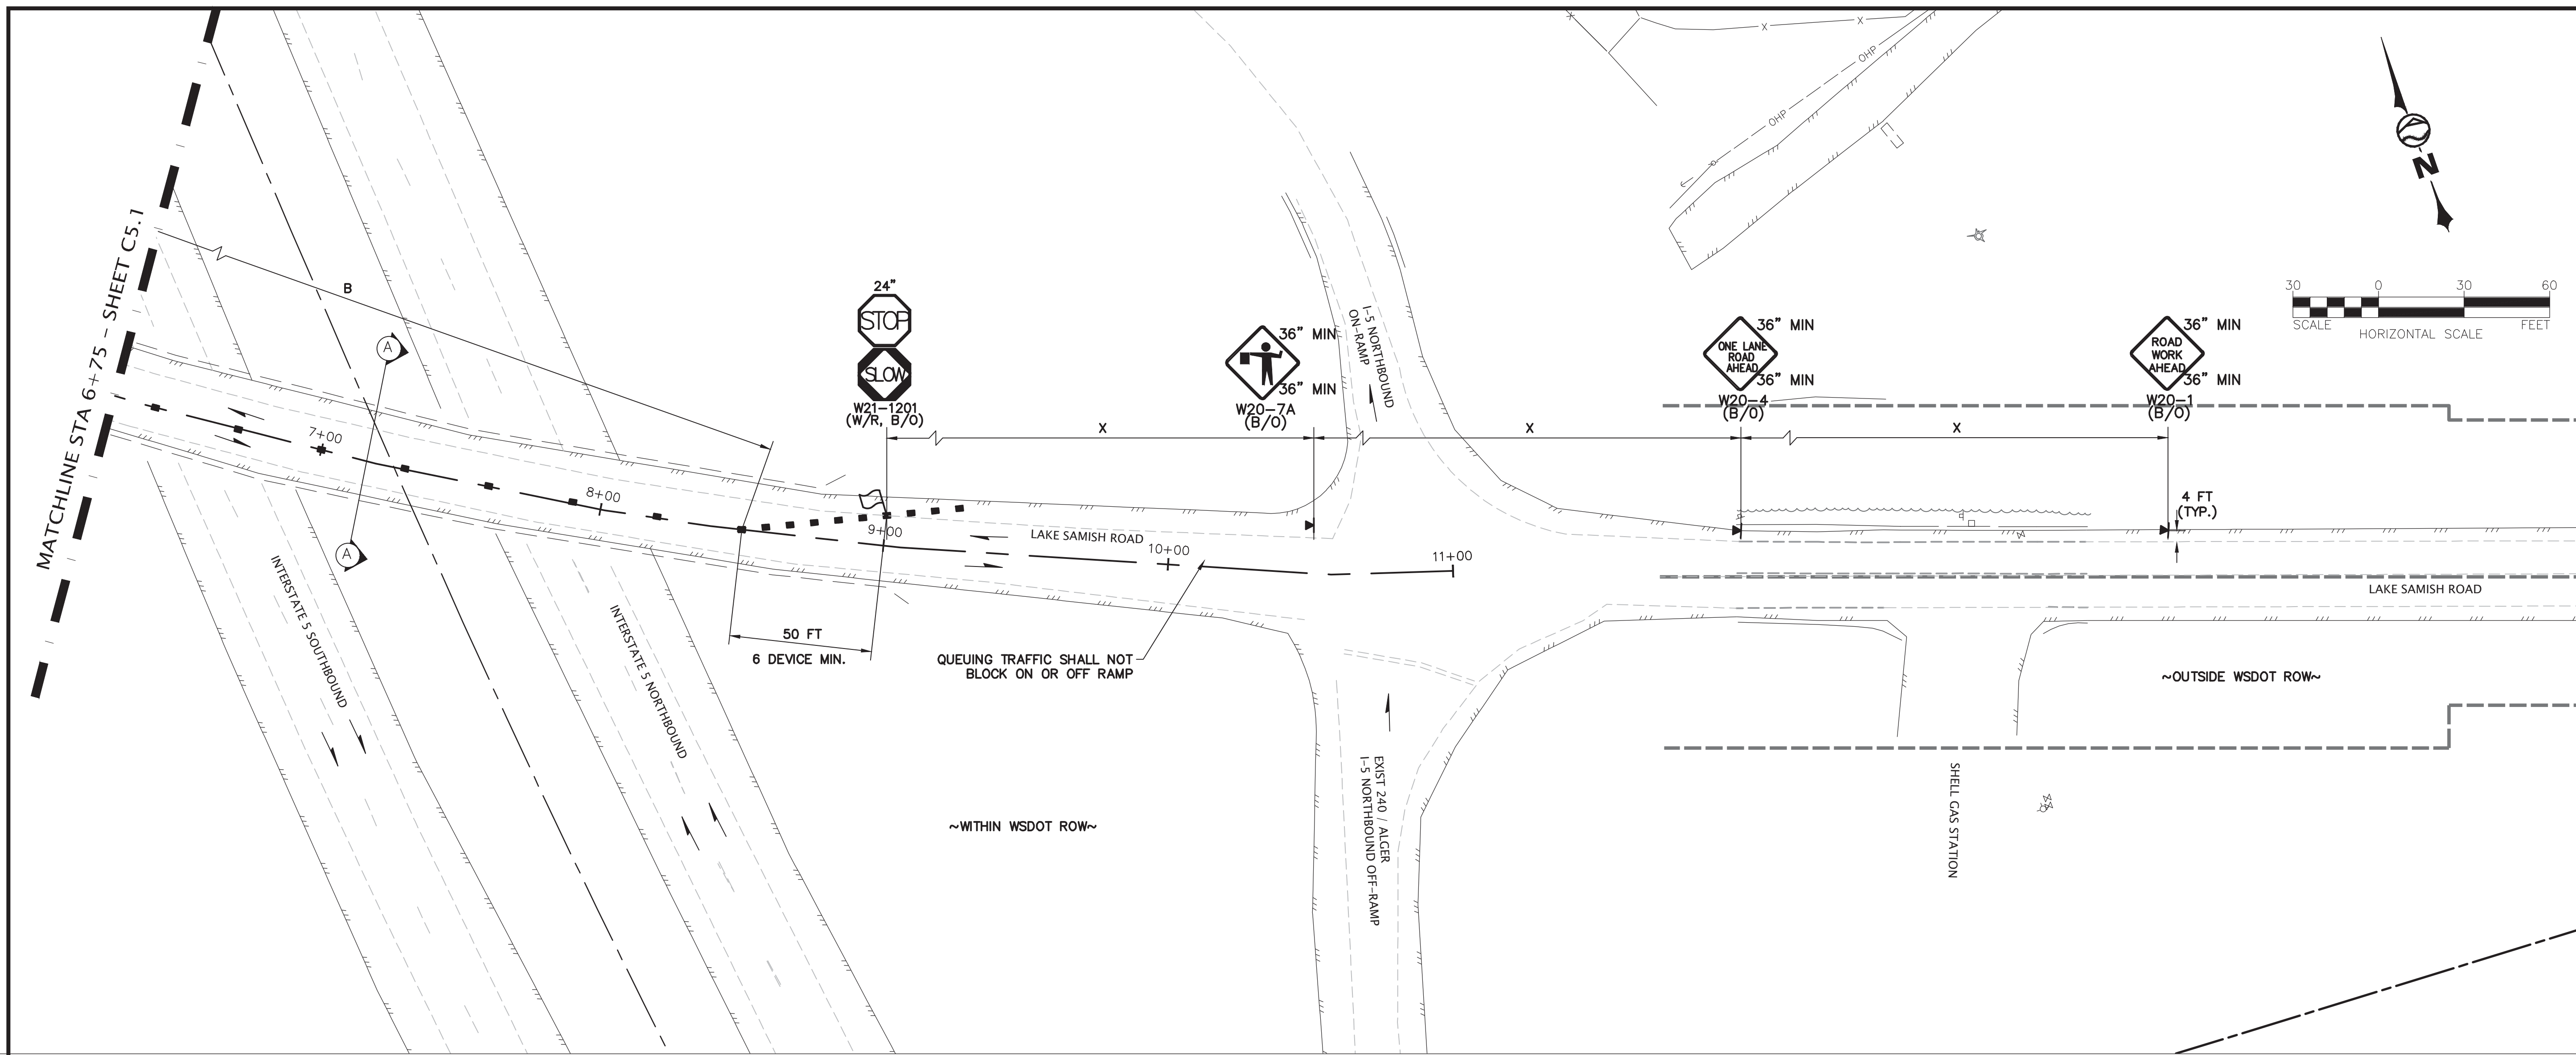 MATCHLINE STA 6+75 - SHEET C5.1
B
A
A
7+00
8+00
9+00
10+00
11+00
24"
STOP
SLOW
W21-1201
(W/R, B/O)
X
36" MIN
36" MIN
W20-7A
(B/O)
I-5 NORTHBOUND
ON-RAMP
X
ONE LANE
ROAD
AHEAD
36" MIN
36" MIN
W20-4
(B/O)
X
ROAD
WORK
AHEAD
36" MIN
36" MIN
W20-1
(B/O)
X
X
X
OHP
OHP
N
30
0
30
60
SCALE
HORIZONTAL SCALE
FEET
4 FT
(TYP.)
LAKE SAMISH ROAD
LAKE SAMISH ROAD
50 FT
6 DEVICE MIN.
QUEUING TRAFFIC SHALL NOT
BLOCK ON OR OFF RAMP
INTERSTATE 5 SOUTHBOUND
INTERSTATE 5 NORTHBOUND
~WITHIN WSDOT ROW~
~OUTSIDE WSDOT ROW~
EXIST 240 / ALGER
I-5 NORTHBOUND OFF-RAMP
SHELL GAS STATION